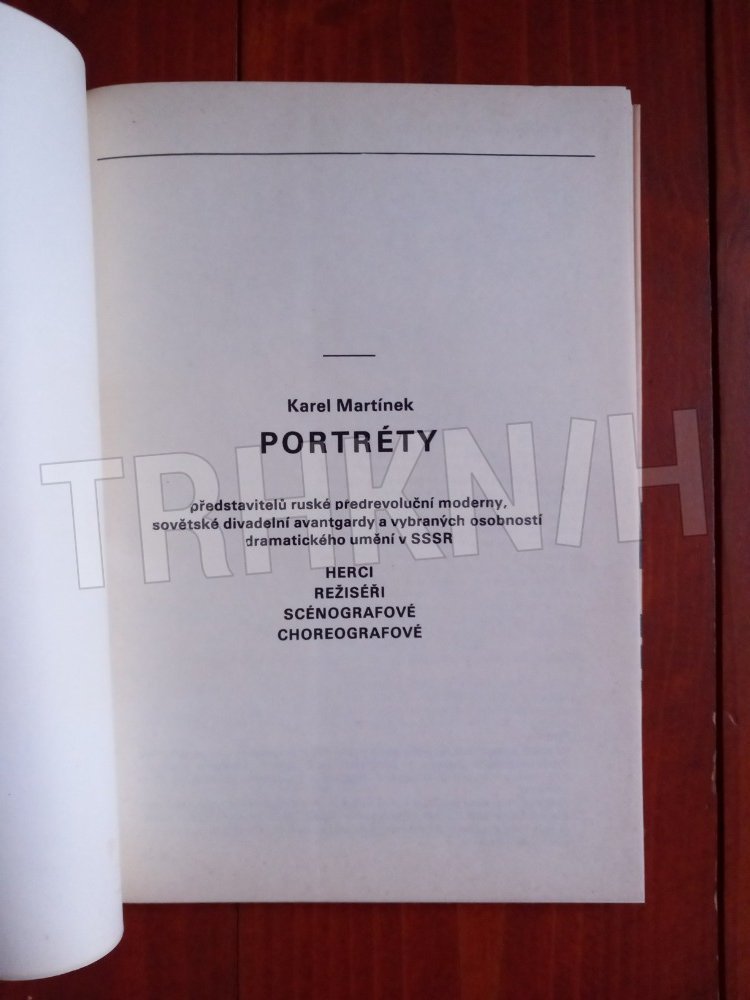 Karel Martínek
PORTRÉTY
představitelů ruské předrevoluční moderny,
sovětské divadelní avantgardy a vybraných osobností
dramatického umění v SSSR
HERCI
REŽISÉŘI
SCÉNOGRAFOVÉ
CHOREOGRAFOVÉ
TRHKN/H